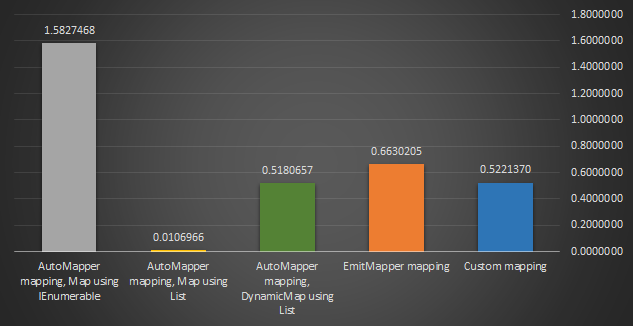 1.8000000
1.5827468
1.6000000
1.4000000
1.2000000
1.0000000
0.8000000
0.6630205
0.5180657
0.5221370
0.6000000
0.4000000
0.0106966
0.2000000
0.0000000
AutoMapper
mapping, Map using
IEnumerable
AutoMapper
mapping, Map using
List
AutoMapper
mapping,
DynamicMap using
List
EmitMapper mapping
Custom mapping